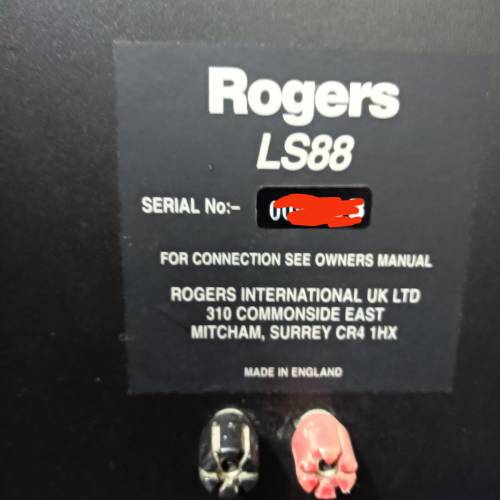 Rogers
LS88
SERIAL No:-
FOR CONNECTION SEE OWNERS MANUAL
ROGERS INTERNATIONAL UK LTD
310 COMMONSIDE EAST
MITCHAM, SURREY CR4 1HX
MADE IN ENGLAND